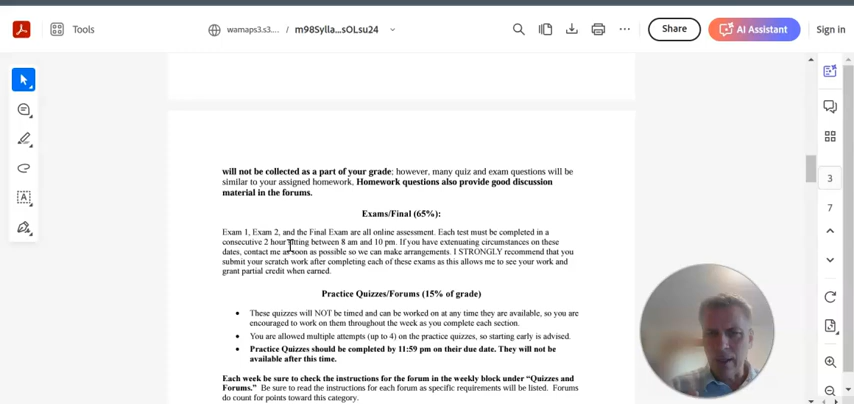 Tools
wamaps3.s3.... / m98Sylla...sOLsu24
Share
AI Assistant
Sign in
will not be collected as a part of your grade; however, many quiz and exam questions will be
similar to your assigned homework. Homework questions also provide good discussion
material in the forums.
Exams/Final (65%):
Exam 1, Exam 2, and the Final Exam are all online assessment. Each test must be completed in a
consecutive 2 hour sitting between 8 am and 10 pm. If you have extenuating circumstances on these
dates, contact me as soon as possible so we can make arrangements. I STRONGLY recommend that you
submit your scratch work after completing each of these exams as this allows me to see your work and
grant partial credit when earned.
Practice Quizzes/Forums (15% of grade)
• These quizzes will NOT be timed and can be worked on at any time they are available, so you are
encouraged to work on them throughout the week as you complete each section.
• You are allowed multiple attempts (up to 4) on the practice quizzes, so starting early is advised.
• Practice Quizzes should be completed by 11:59 pm on their due date. They will not be
available after this time.
Each week be sure to check the instructions for the forum in the weekly block under “Quizzes and
Forums.” Be sure to read the instructions for each forum as specific requirements will be listed. Forums
do count for points toward this category.
3
7